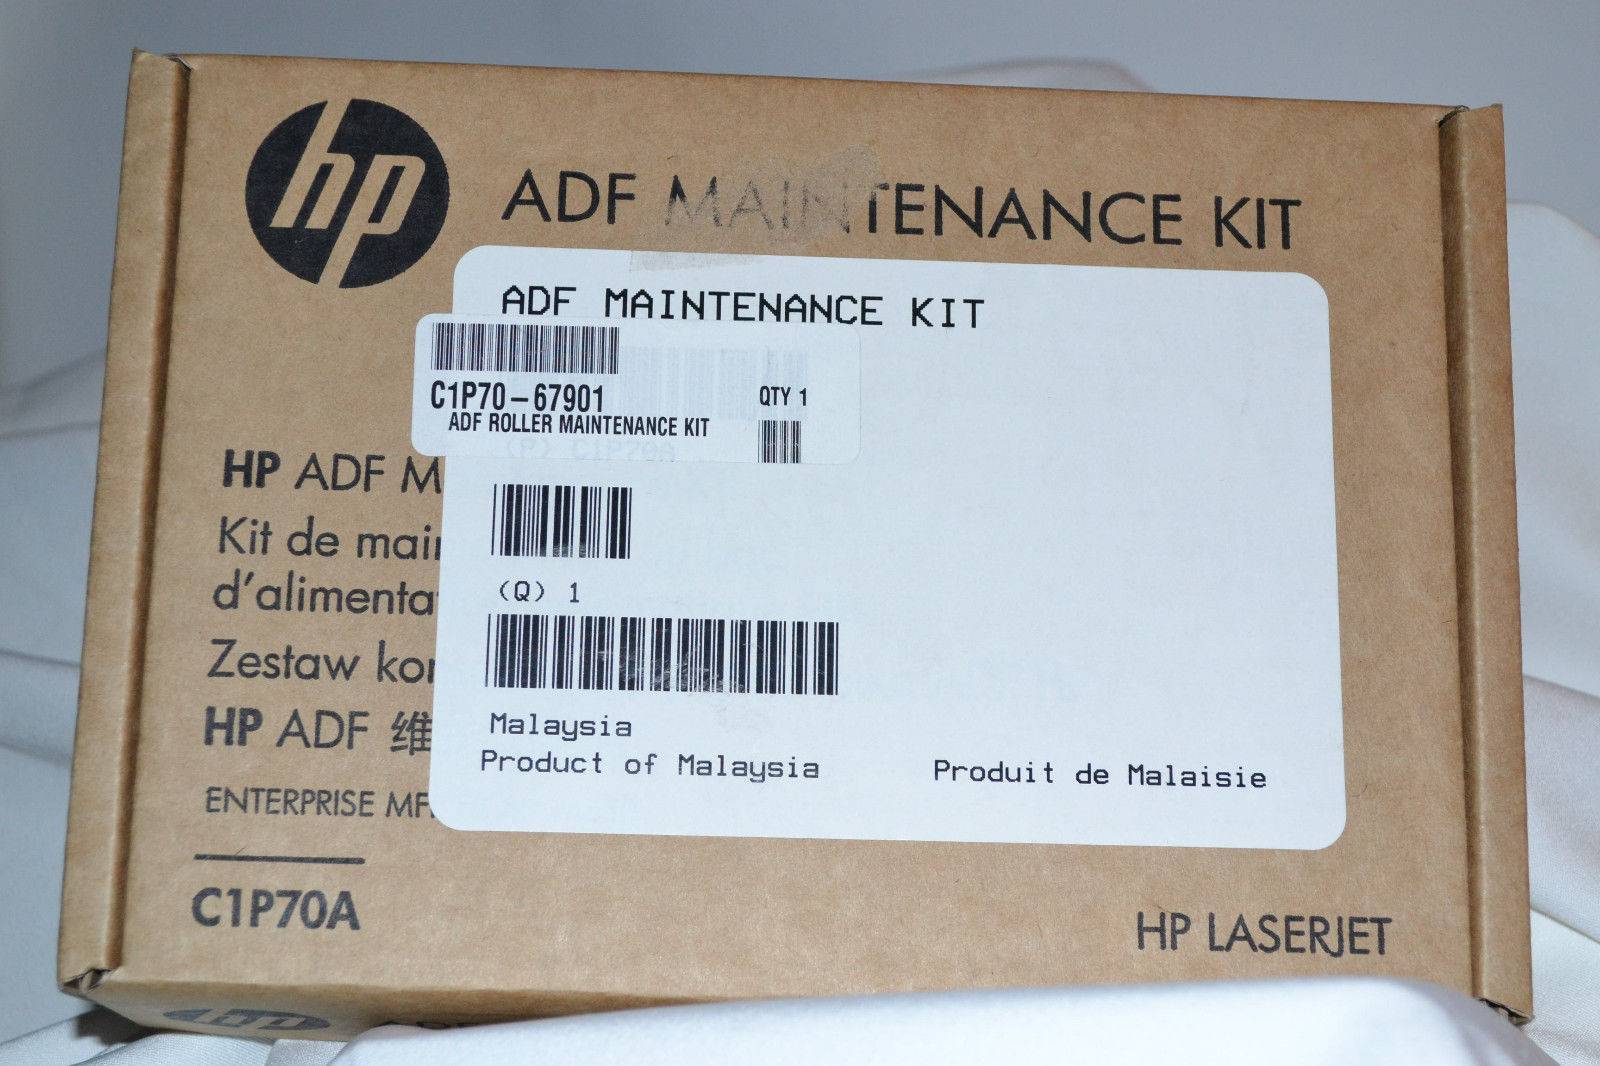 hp
ADF MAINTENANCE KIT
ADF MAINTENANCE KIT
C1P70-67901
QTY 1
ADF ROLLER MAINTENANCE KIT
(P) C1P70A
HP ADF M
Kit de mai
d'alimenta
(Q) 1
Zestaw ko
HP ADF 维
Malaysia
Product of Malaysia
Produit de Malaisie
ENTERPRISE MF
C1P70A
HP LASERJET
hp